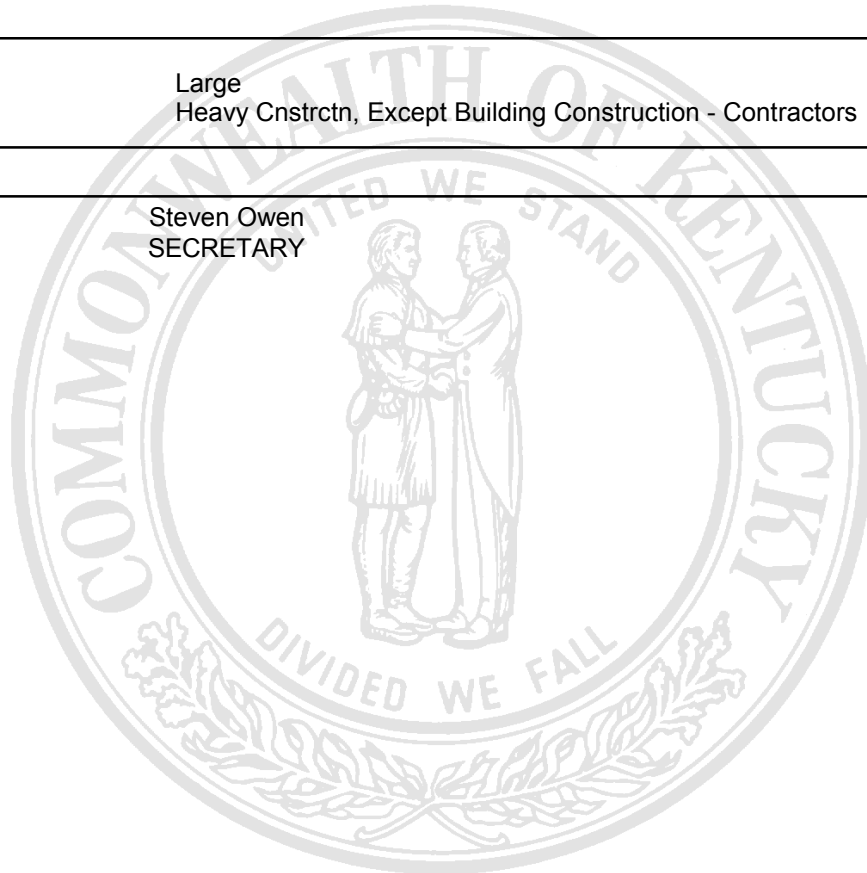 Large
Heavy Cnstrctn, Except Building Construction - Contractors
Steven Owen
SECRETARY
COMMONWEALTH OF KENTUCKY
UNITED WE STAND
DIVIDED WE FALL